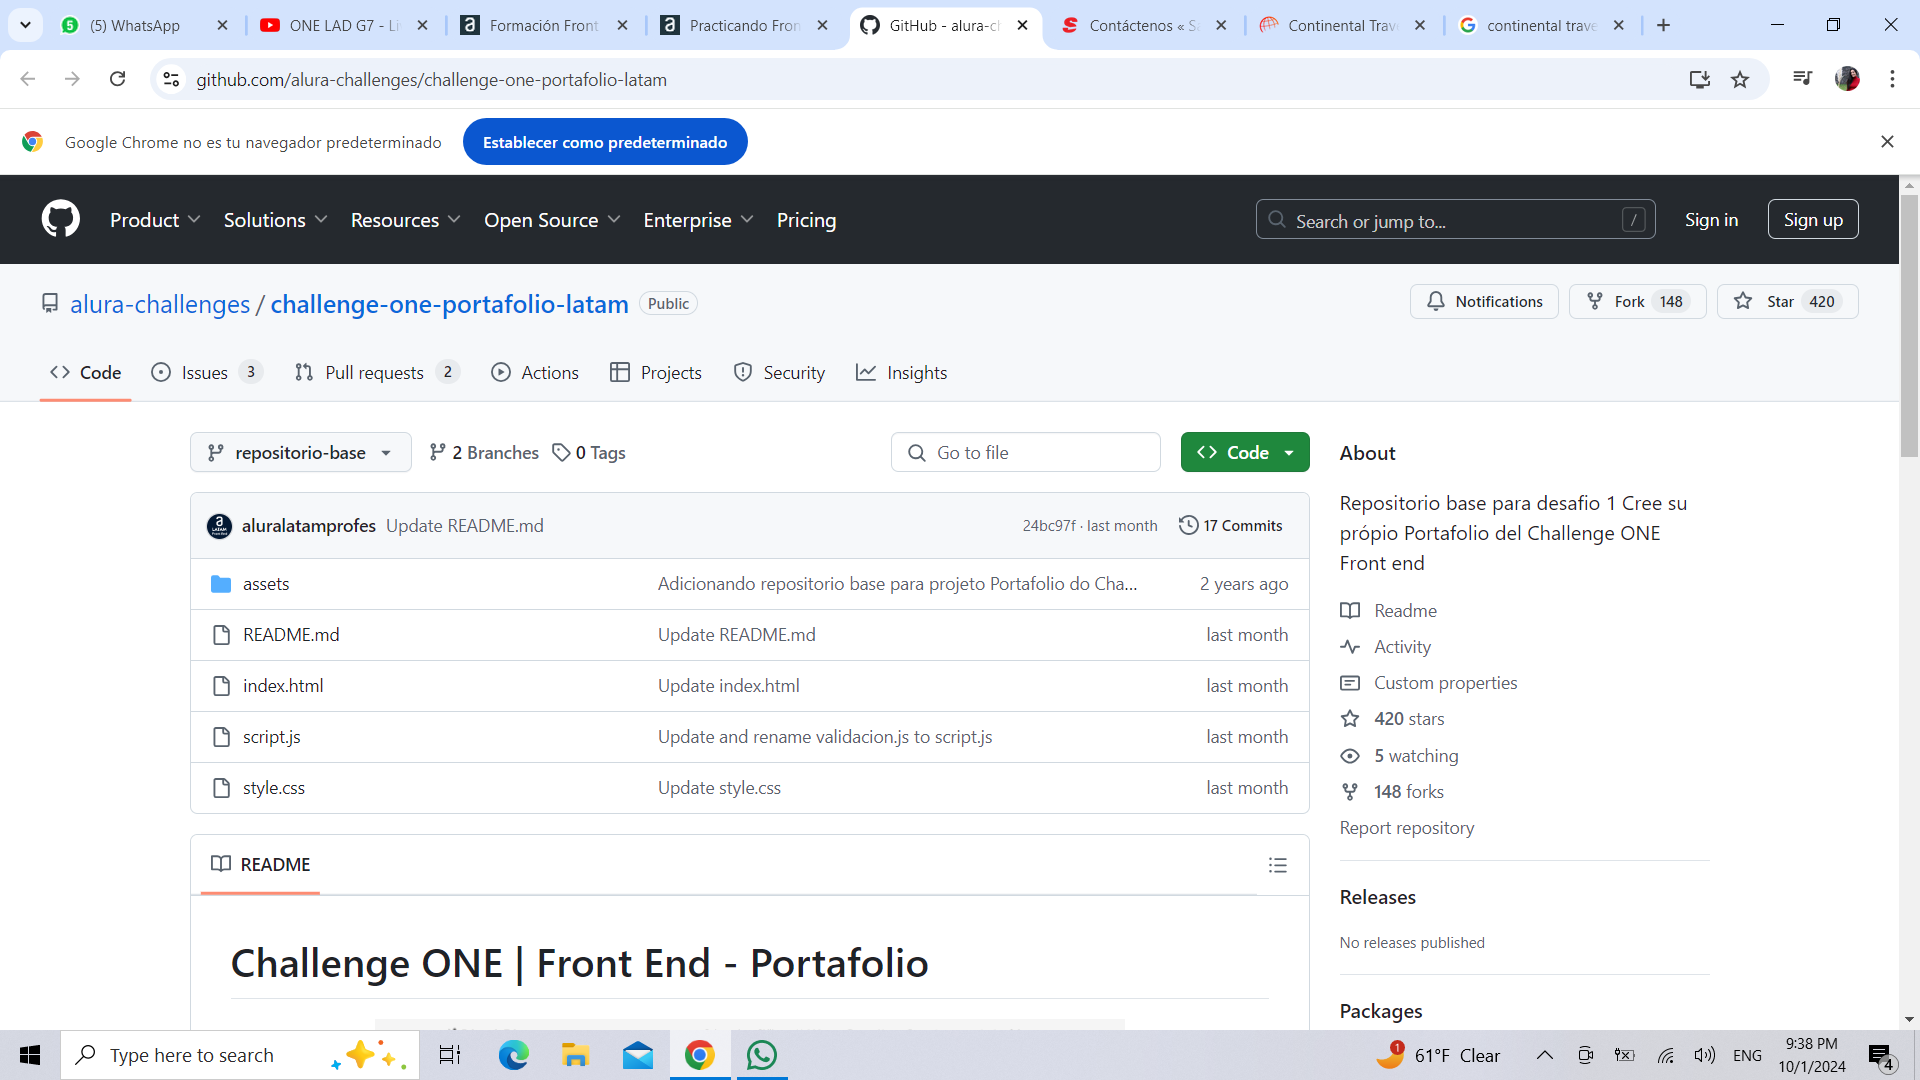 (5) WhatsApp
ONE LAD G7 - Li
Formación Front
Practicando Fron
GitHub - alura-ch
Contáctenos « S
Continental Trav
continental trave
github.com/alura-challenges/challenge-one-portafolio-latam
Google Chrome no es tu navegador predeterminado
Establecer como predeterminado
Product
Solutions
Resources
Open Source
Enterprise
Pricing
Search or jump to...
/
Sign in
Sign up
alura-challenges / challenge-one-portafolio-latam
Public
Notifications
Fork 148
Star 420
Code
Issues 3
Pull requests 2
Actions
Projects
Security
Insights
repositorio-base
2 Branches
0 Tags
Go to file
Code
aluralatamprofes Update README.md
24bc97f · last month
17 Commits
assets
Adicionando repositorio base para projeto Portafolio do Cha...
2 years ago
README.md
Update README.md
last month
index.html
Update index.html
last month
script.js
Update and rename validacion.js to script.js
last month
style.css
Update style.css
last month
README
Challenge ONE | Front End - Portafolio
About
Repositorio base para desafio 1 Cree su
própio Portafolio del Challenge ONE
Front end
Readme
Activity
Custom properties
420 stars
5 watching
148 forks
Report repository
Releases
No releases published
Packages
Type here to search
1
61°F Clear
ENG
9:38 PM
10/1/2024
4